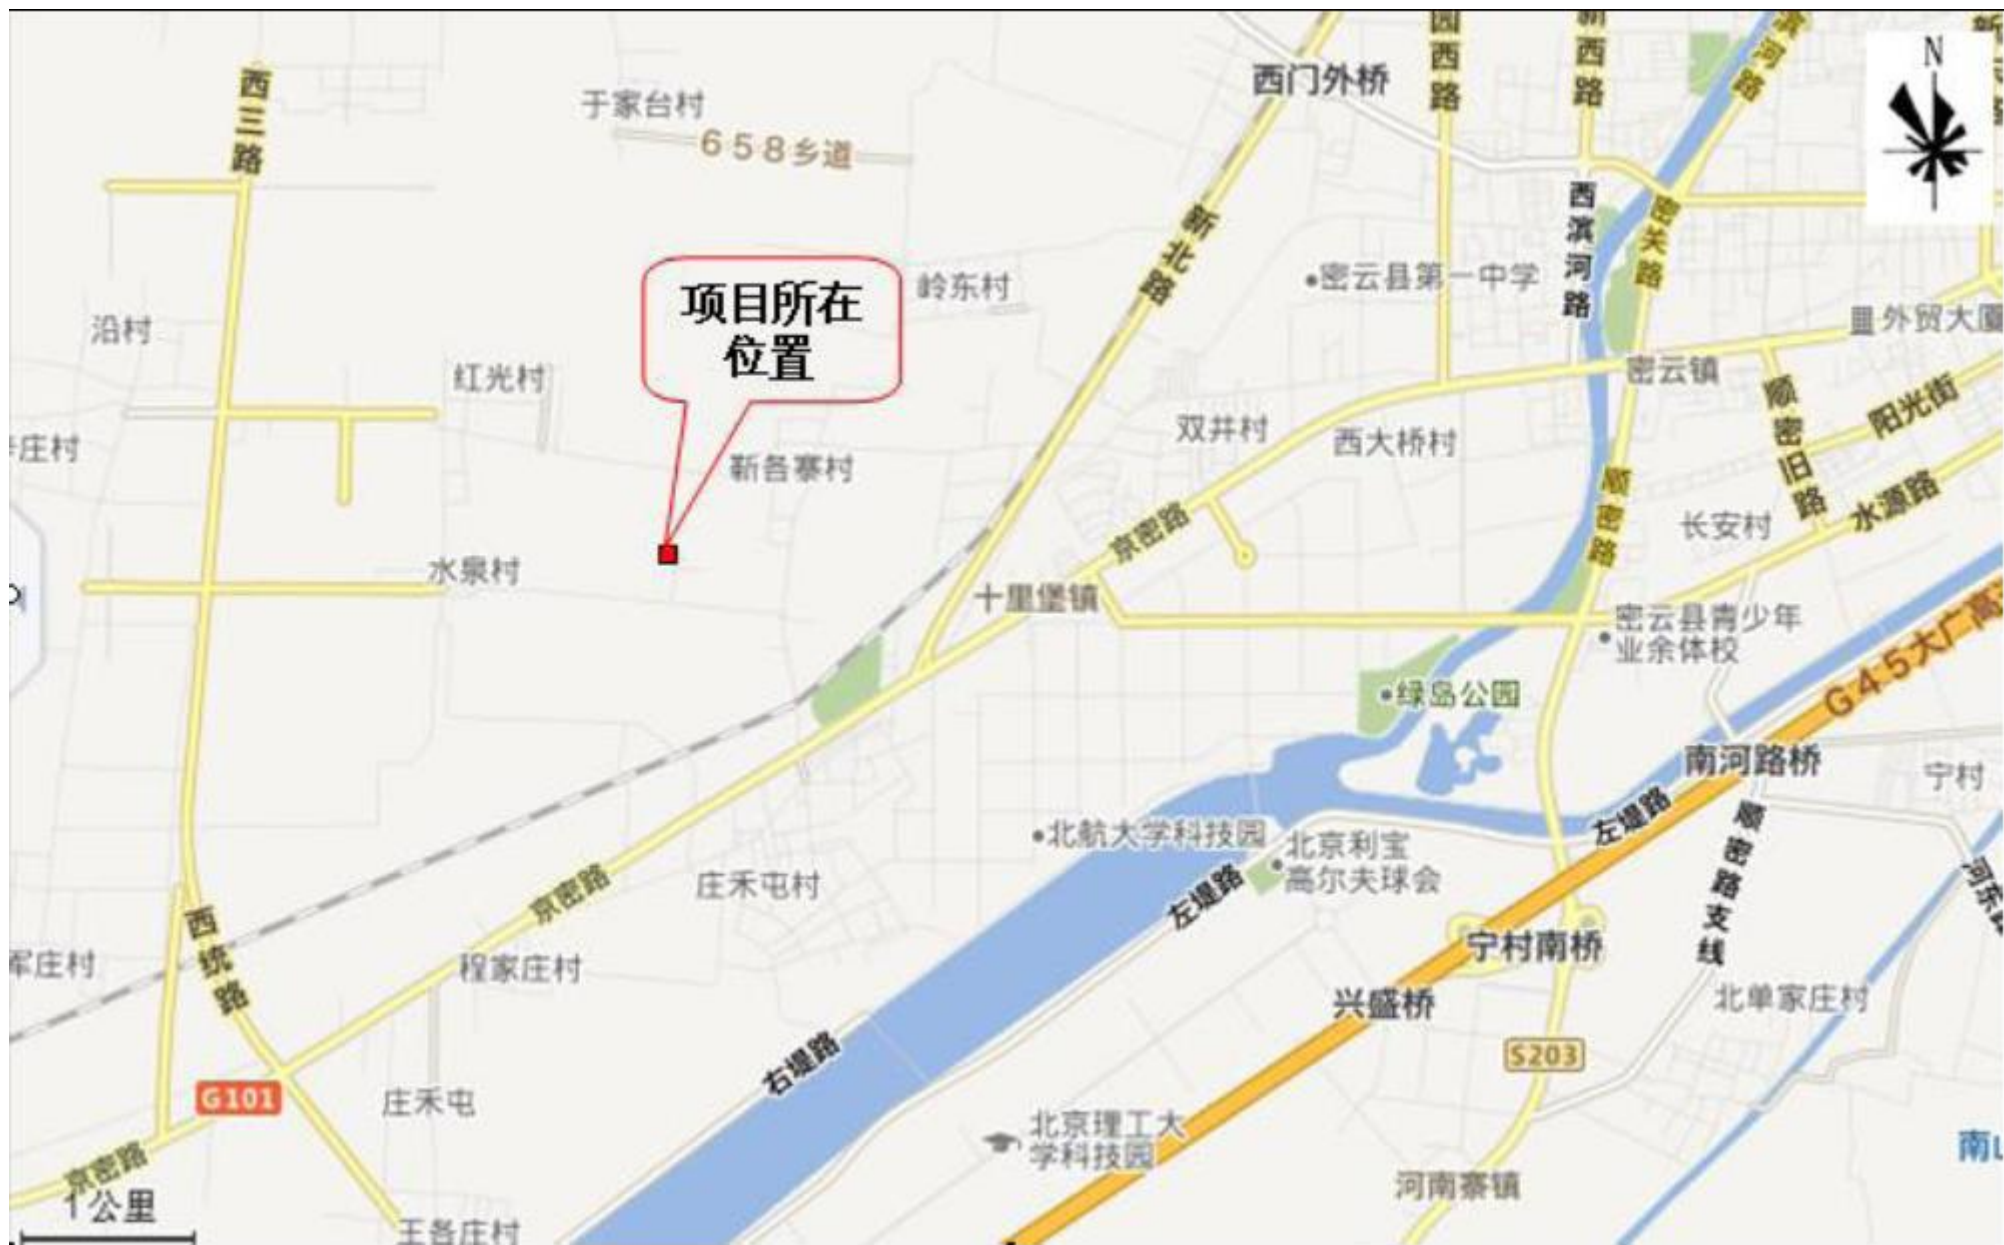 N
西三路
于家台村
658乡道
西门外桥
园西路
新西路
滨河路
新北路
西滨河路
密关路
项目所在
位置
岭东村
密云县第一中学
外贸大厦
沿村
红光村
密云镇
顺密旧路
阳光街
双井村
西大桥村
庄村
靳各寨村
京密路
顺密路
长安村
水源路
水泉村
十里堡镇
密云县青少年
业余体校
G45大广高
绿岛公园
南河路桥
宁村
左堤路
顺密路支线
北航大学科技园
北京利宝
高尔夫球会
左堤路
庄禾屯村
京密路
河东
西统路
军庄村
程家庄村
宁村南桥
兴盛桥
北单家庄村
右堤路
S203
G101
庄禾屯
北京理工大
学科技园
南山
京密路
河南寨镇
1公里
王各庄村